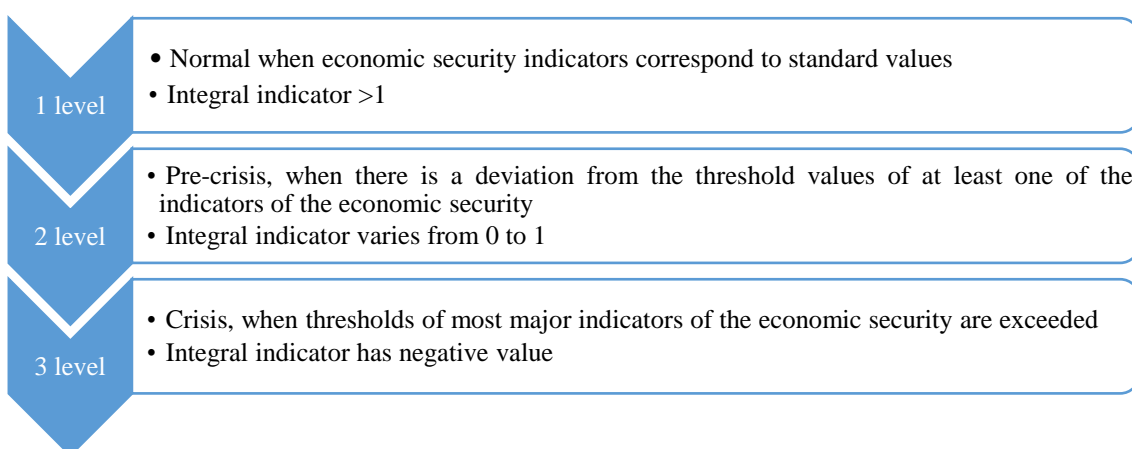 1 level
• Normal when economic security indicators correspond to standard values
• Integral indicator >1
2 level
• Pre-crisis, when there is a deviation from the threshold values of at least one of the
indicators of the economic security
• Integral indicator varies from 0 to 1
3 level
• Crisis, when thresholds of most major indicators of the economic security are exceeded
• Integral indicator has negative value